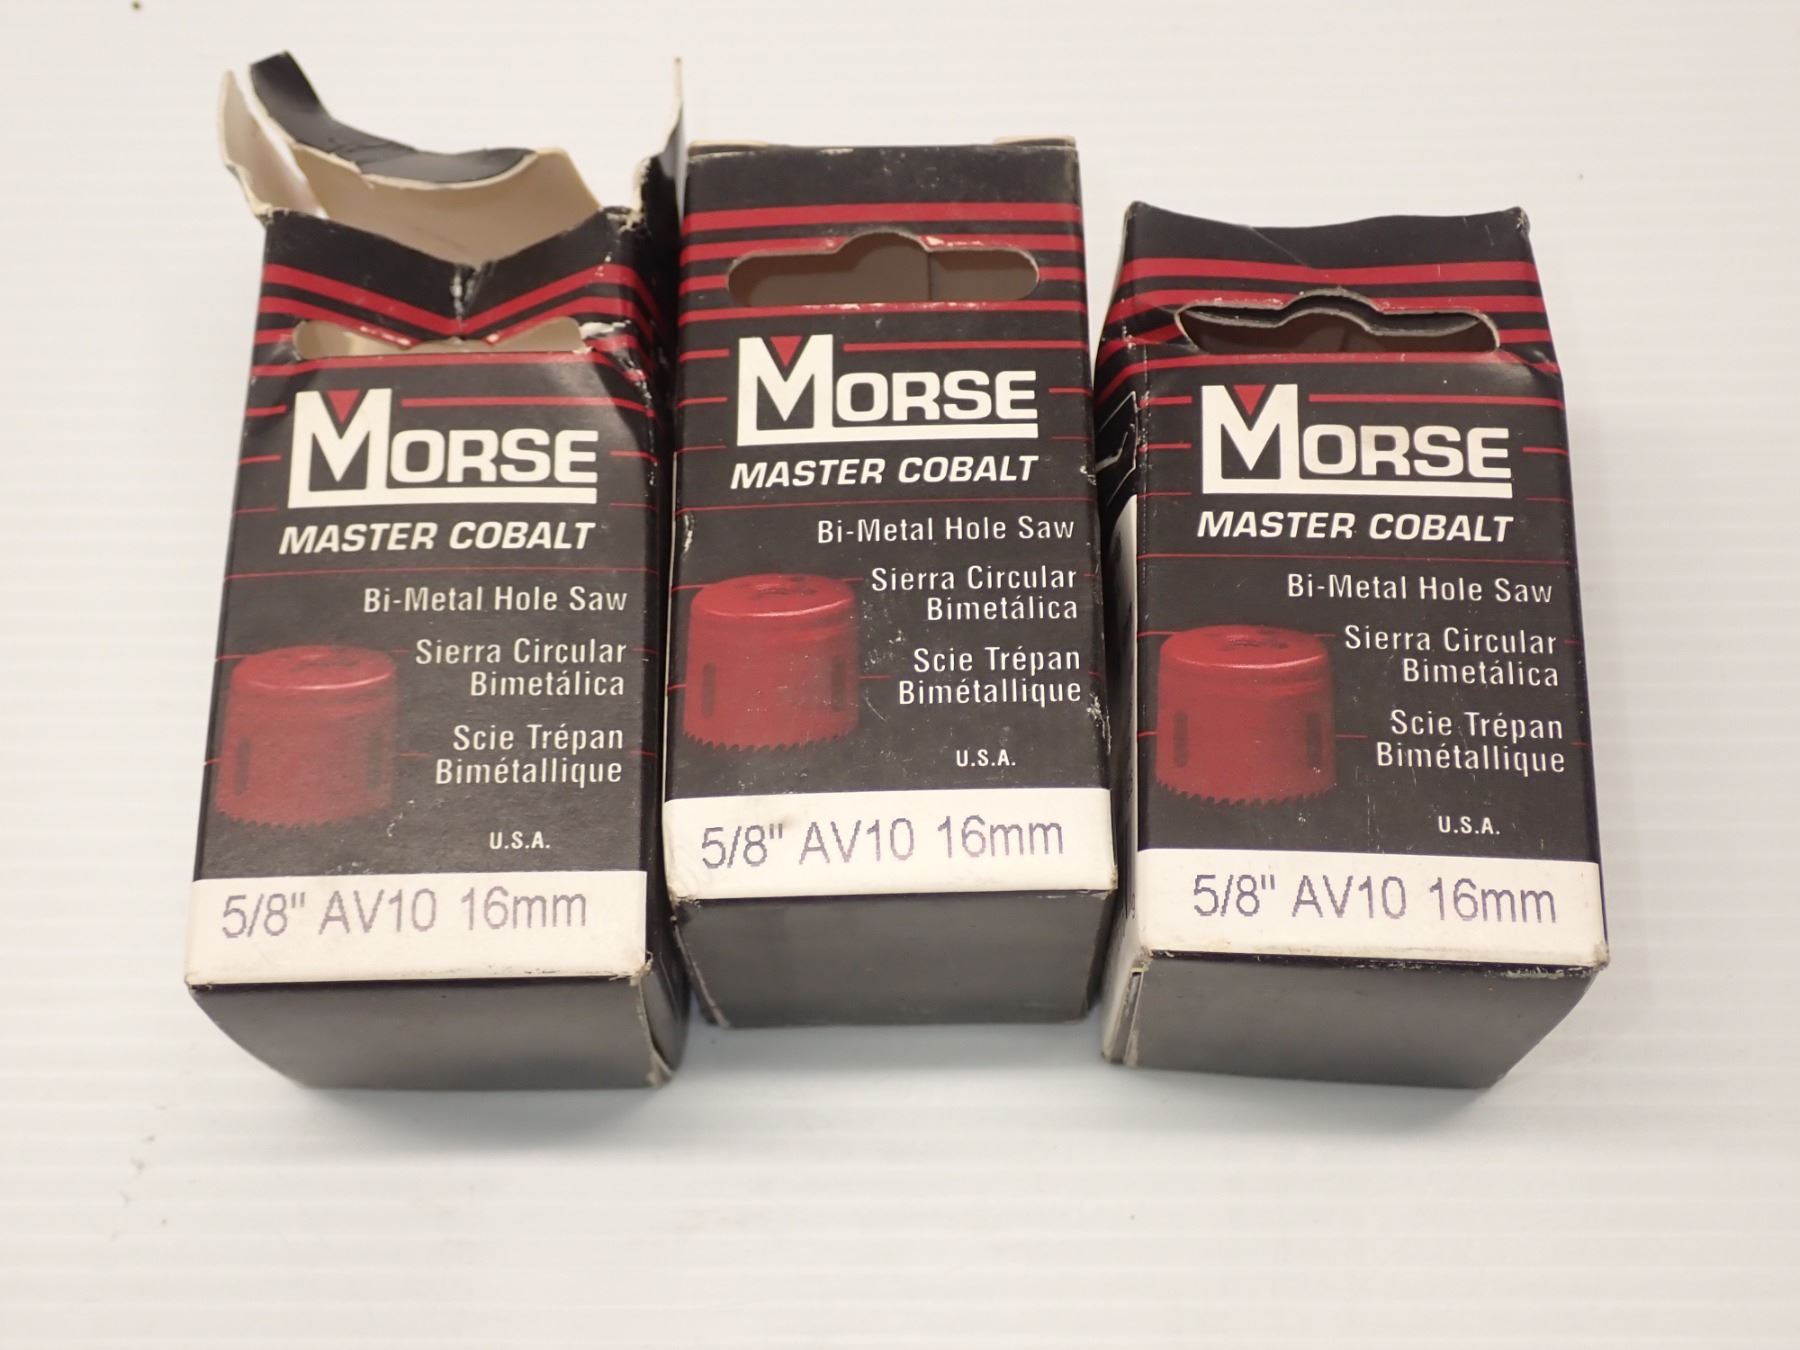 MORSE
MASTER COBALT
Bi-Metal Hole Saw
Sierra Circular
Bimetálica
Scie Trépan
Bimétallique
U.S.A.
5/8" AV10 16mm
MORSE
MASTER COBALT
Bi-Metal Hole Saw
Sierra Circular
Bimetálica
Scie Trépan
Bimétallique
U.S.A.
5/8" AV10 16mm
MORSE
MASTER COBALT
Bi-Metal Hole Saw
Sierra Circular
Bimetálica
Scie Trépan
Bimétallique
U.S.A.
5/8" AV10 16mm